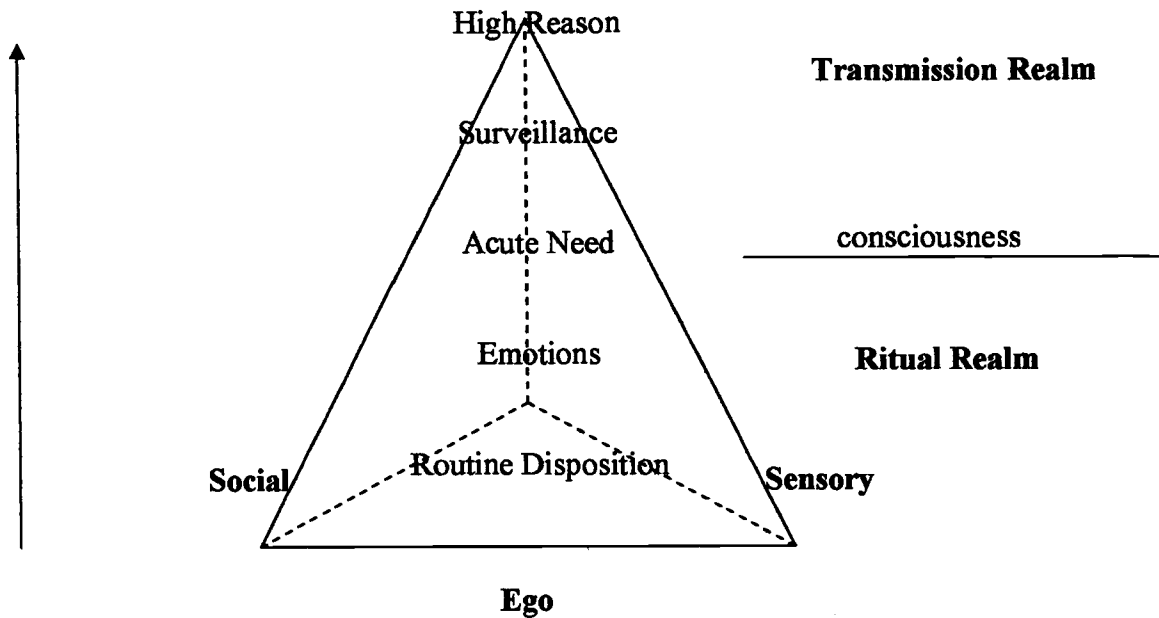 High Reason
Transmission Realm
Surveillance
Acute Need
consciousness
Emotions
Ritual Realm
Routine Disposition
Social
Sensory
Ego